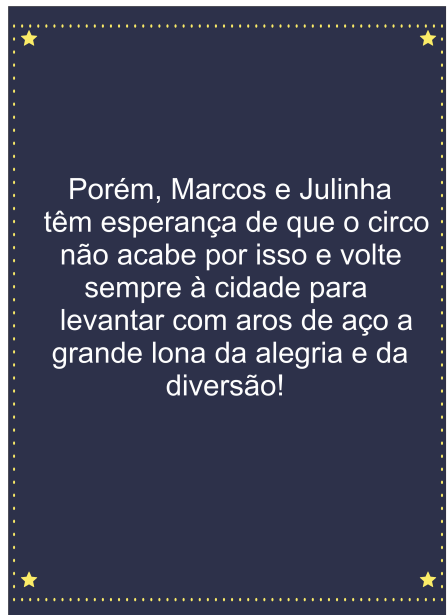 Porém, Marcos e Julinha
têm esperança de que o circo
não acabe por isso e volte
sempre à cidade para
levantar com aros de aço a
grande lona da alegria e da
diversão!